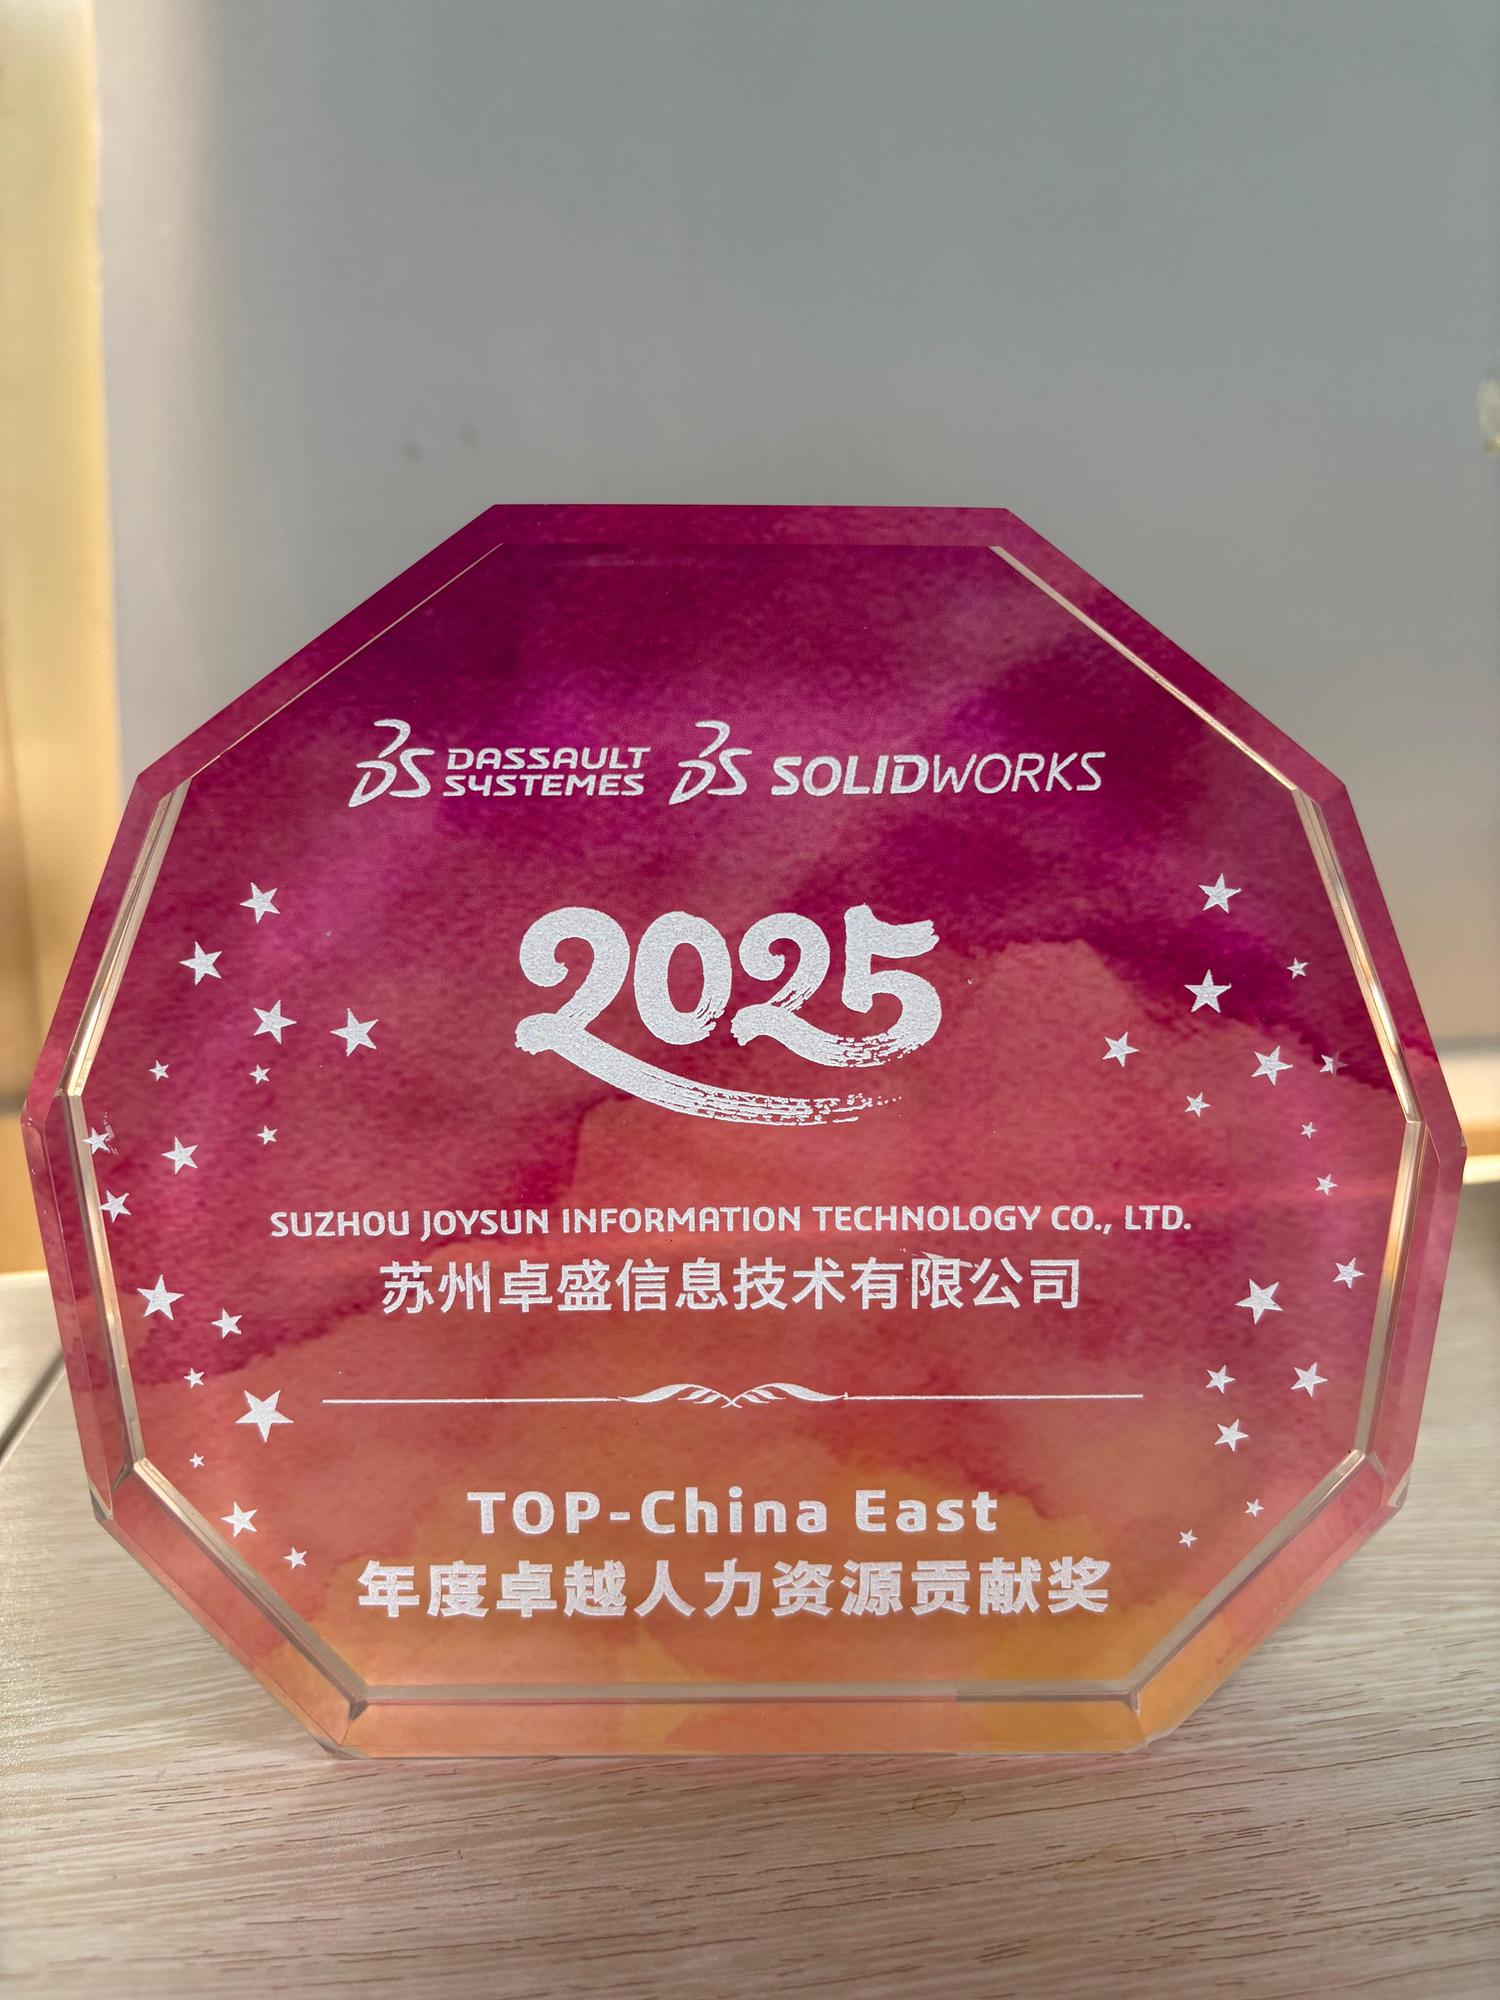 DASSAULT SYSTEMES SOLIDWORKS
2025
SUZHOU JOYSUN INFORMATION TECHNOLOGY CO., LTD.
苏州卓盛信息技术有限公司
TOP-China East
年度卓越人力资源贡献奖